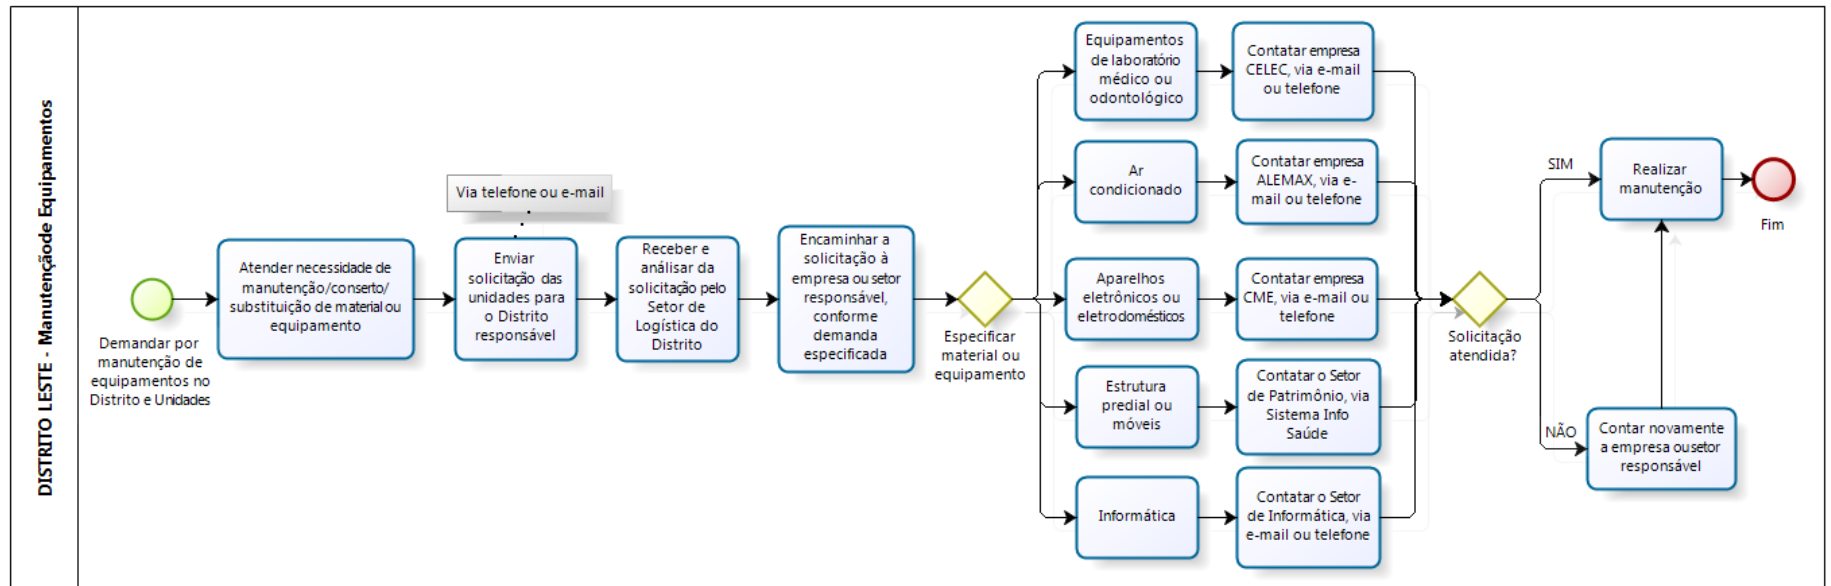 DISTRITO LESTE - Manutençãode Equipamentos
Demandar por
manutenção de
equipamentos no
Distrito e Unidades
Atender necessidade de
manutenção/conserto/
substituição de material ou
equipamento
Via telefone ou e-mail
Enviar
solicitação das
unidades para
o Distrito
responsável
Receber e
análisar da
solicitação pelo
Setor de
Logística do
Distrito
Encaminhar a
solicitação à
empresa ou setor
responsável,
conforme
demanda
especificada
Especificar
material ou
equipamento
Equipamentos
de laboratório
médico ou
odontológico
Contatar empresa
CELEC, via e-mail
ou telefone
Ar
condicionado
Contatar empresa
ALEMAX, via e-
mail ou telefone
Aparelhos
eletrônicos ou
eletrodomésticos
Contatar empresa
CME, via e-mail ou
telefone
Estrutura
predial ou
móveis
Contatar o Setor
de Patrimônio, via
Sistema Info
Saúde
Informática
Contatar o Setor
de Informática, via
e-mail ou telefone
Solicitação
atendida?
SIM
Realizar
manutenção
Fim
NÃO
Contar novamente
a empresa ou setor
responsável